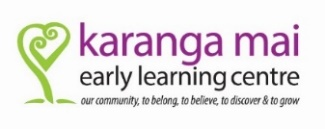 karanga mai
early learning centre
our community, to belong, to believe, to discover & to grow